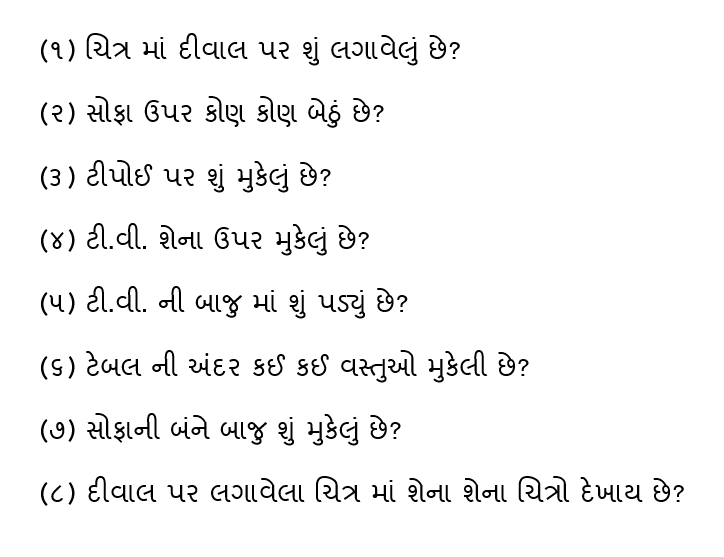 (૧) ચિત્ર માં દીવાલ પર શું લગાવેલું છે?
(૨) સોફા ઉપર કોણ કોણ બેઠું છે?
(૩) ટીપોઈ પર શું મુકેલું છે?
(૪) ટી.વી. શેના ઉપર મુકેલું છે?
(૫) ટી.વી. ની બાજુ માં શું પડ્યું છે?
(૬) ટેબલ ની અંદર કઈ કઈ વસ્તુઓ મુકેલી છે?
(૭) સોફાની બંને બાજુ શું મુકેલું છે?
(૮) દીવાલ પર લગાવેલા ચિત્ર માં શેના શેના ચિત્રો દેખાય છે?